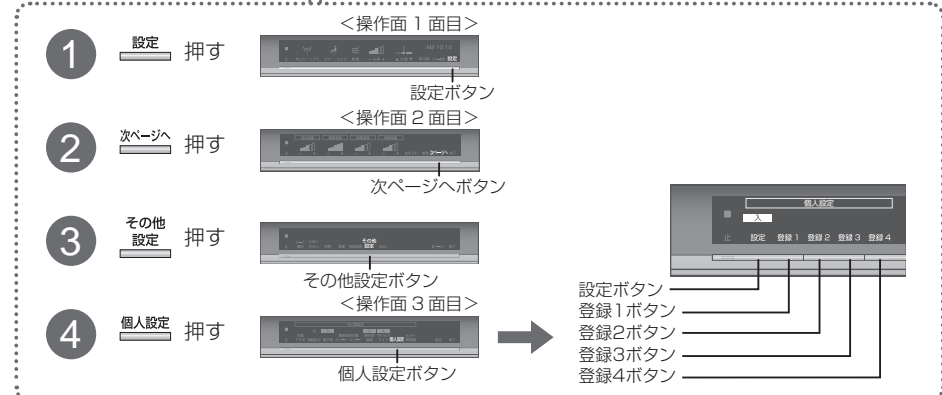 <操作面 1 面目>
1 設定 押す
AM 10:10
設定
設定ボタン
<操作面 2 面目>
2 次ページへ 押す
次ページへ
次ページへボタン
3 その他
設定 押す
その他
設定
その他設定ボタン
<操作面 3 面目>
4 個人設定 押す
個人設定
個人設定ボタン
個人設定
入
止 設定 登録 1 登録 2 登録 3 登録 4
設定ボタン
登録1ボタン
登録2ボタン
登録3ボタン
登録4ボタン